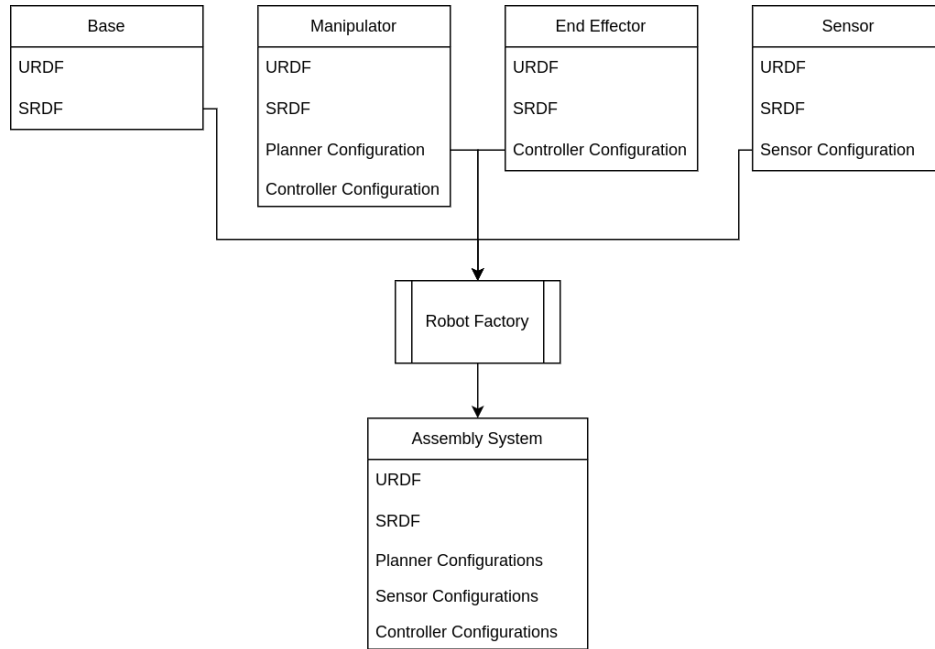 Base
URDF
SRDF
Manipulator
URDF
SRDF
Planner Configuration
Controller Configuration
End Effector
URDF
SRDF
Controller Configuration
Sensor
URDF
SRDF
Sensor Configuration
Robot Factory
Assembly System
URDF
SRDF
Planner Configurations
Sensor Configurations
Controller Configurations